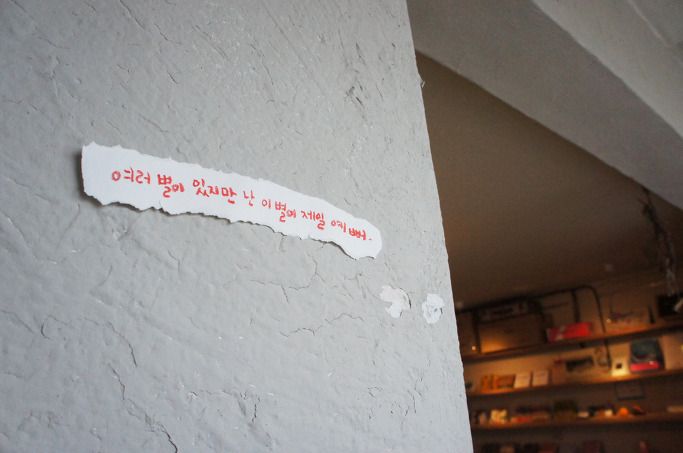 여러 별이 있지만 난 이 별이 제일 예뻐.